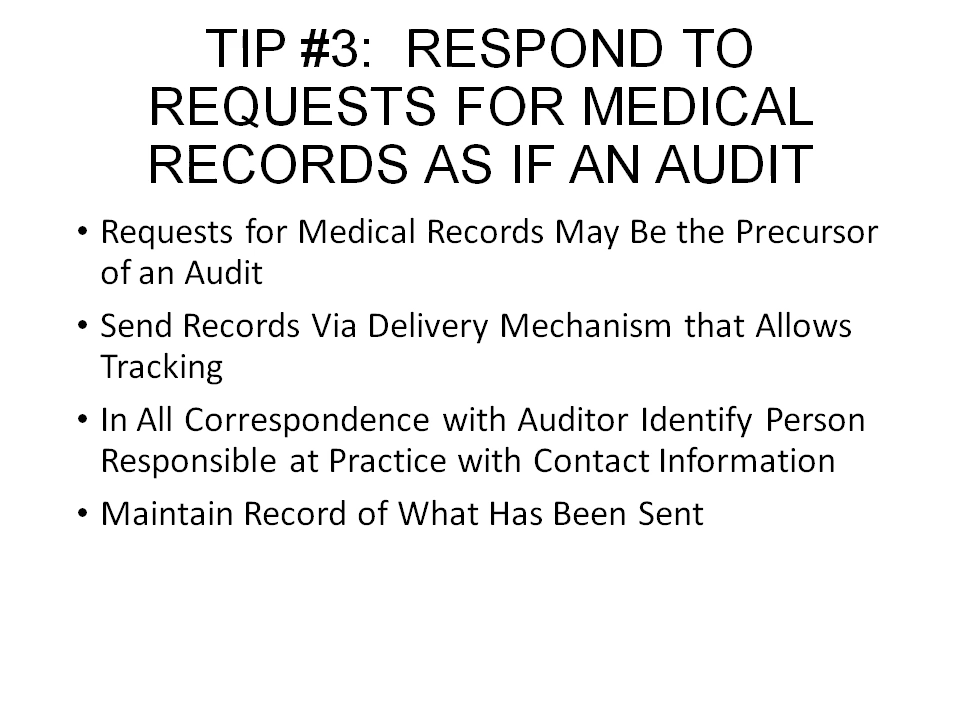 TIP #3:  RESPOND TO
REQUESTS FOR MEDICAL
RECORDS AS IF AN AUDIT
• Requests for Medical Records May Be the Precursor
of an Audit
• Send Records Via Delivery Mechanism that Allows
Tracking
• In All Correspondence with Auditor Identify Person
Responsible at Practice with Contact Information
• Maintain Record of What Has Been Sent